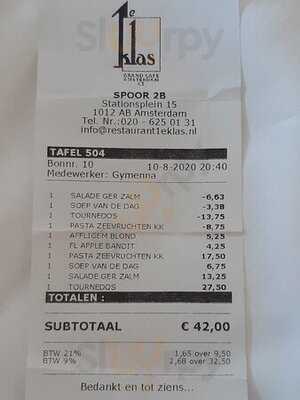 1e
klas
GRAND CAFE
AMSTERDAM
CS
SPOOR 2B
Stationsplein 15
1012 AB Amsterdam
Tel. Nr.:020 - 625 01 31
info@restaurant1eklas.nl
TAFEL 504
Bonnr. 10 10-8-2020 20:40
Medewerker: Gymenna
1 SALADE GER ZALM -6,63
1 SOEP VAN DE DAG -3,38
1 TOURNEDOS -13,75
1 PASTA ZEEVRUCHTEN KK -8,75
1 AFFLIGEM BLOND 5,25
1 FL APPLE BANDIT 4,25
1 PASTA ZEEVRUCHTEN KK 17,50
1 SOEP VAN DE DAG 6,75
1 SALADE GER ZALM 13,25
1 TOURNEDOS 27,50
TOTALEN :
SUBTOTAAL € 42,00
BTW 21% 1,65 over 9,50
BTW 9% 2,68 over 32,50
Bedankt en tot ziens...